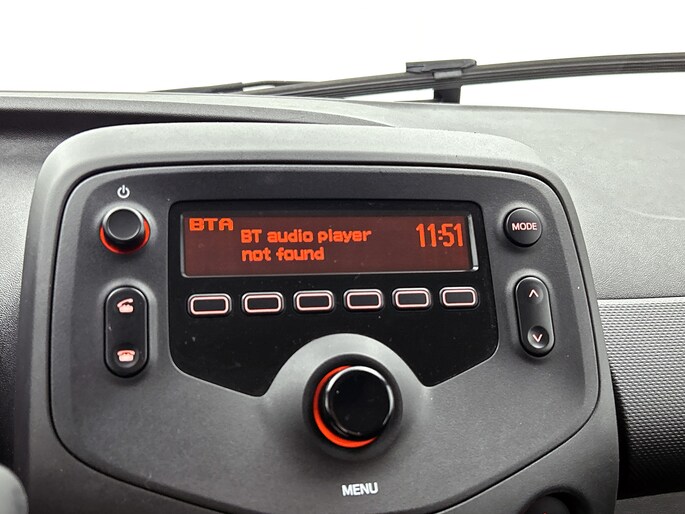 BTA
BT audio player
not found
11:51
MODE
MENU